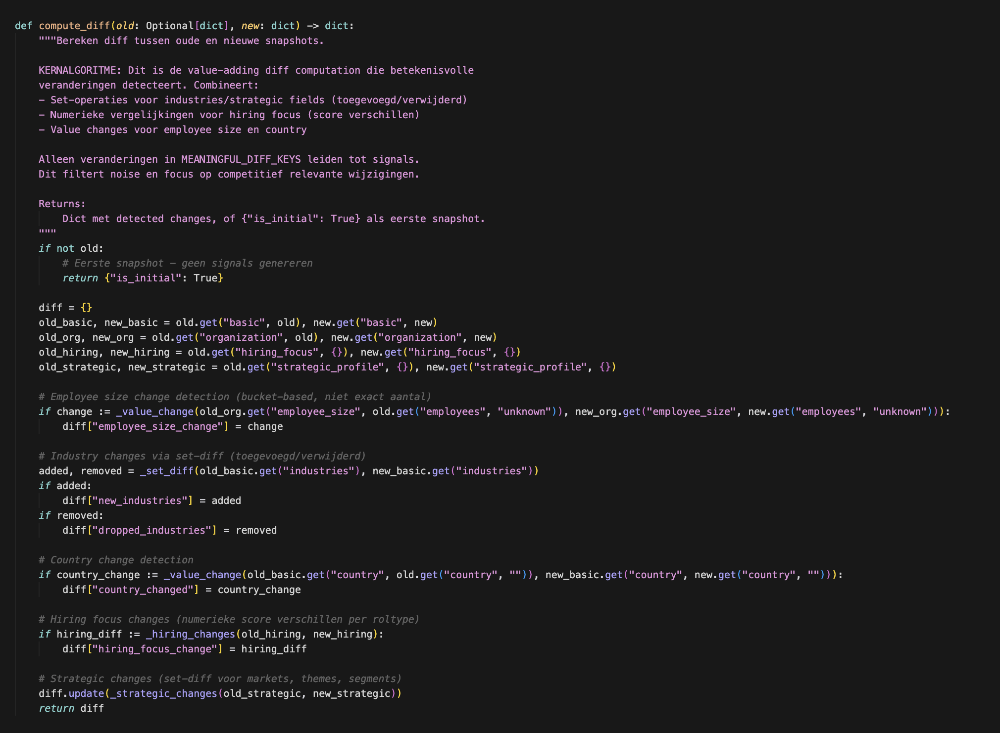 def compute_diff(old: Optional[dict], new: dict) -> dict:
    """Bereken diff tussen oude en nieuwe snapshots.

    KERNALGORITME: Dit is de value-adding diff computation die betekenisvolle
    veranderingen detecteert. Combineert:
    - Set-operaties voor industries/strategic fields (toegevoegd/verwijderd)
    - Numerieke vergelijkingen voor hiring focus (score verschillen)
    - Value changes voor employee size en country

    Alleen veranderingen in MEANINGFUL_DIFF_KEYS leiden tot signals.
    Dit filtert noise en focus op competitief relevante wijzigingen.

    Returns:
        Dict met detected changes, of {"is_initial": True} als eerste snapshot.
    """
    if not old:
        # Eerste snapshot - geen signals genereren
        return {"is_initial": True}

    diff = {}
    old_basic, new_basic = old.get("basic", old), new.get("basic", new)
    old_org, new_org = old.get("organization", old), new.get("organization", new)
    old_hiring, new_hiring = old.get("hiring_focus", {}), new.get("hiring_focus", {})
    old_strategic, new_strategic = old.get("strategic_profile", {}), new.get("strategic_profile", {})

    # Employee size change detection (bucket-based, niet exact aantal)
    if change := _value_change(old_org.get("employee_size", old.get("employees", "unknown")), new_org.get("employee_size", new.get("employees", "unknown"))):
        diff["employee_size_change"] = change

    # Industry changes via set-diff (toegevoegd/verwijderd)
    added, removed = _set_diff(old_basic.get("industries"), new_basic.get("industries"))
    if added:
        diff["new_industries"] = added
    if removed:
        diff["dropped_industries"] = removed

    # Country change detection
    if country_change := _value_change(old_basic.get("country", old.get("country", "")), new_basic.get("country", new.get("country", ""))):
        diff["country_changed"] = country_change

    # Hiring focus changes (numerieke score verschillen per roltype)
    if hiring_diff := _hiring_changes(old_hiring, new_hiring):
        diff["hiring_focus_change"] = hiring_diff

    # Strategic changes (set-diff voor markets, themes, segments)
    diff.update(_strategic_changes(old_strategic, new_strategic))
    return diff